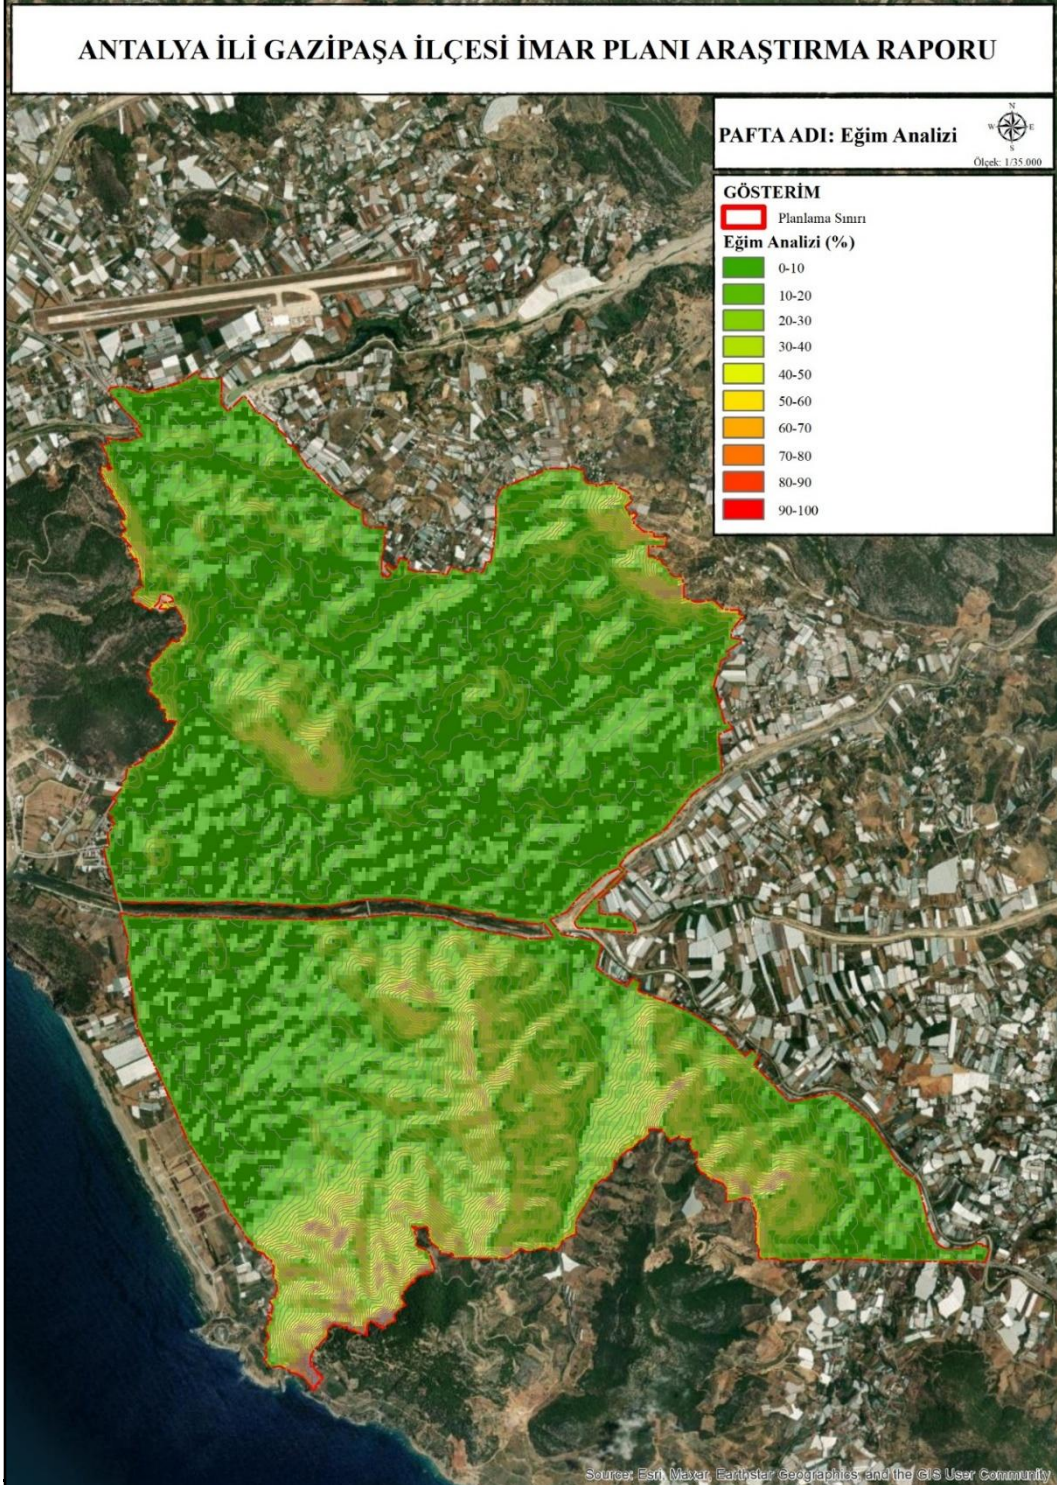 ANTALYA İLİ GAZİPAŞA İLÇESİ İMAR PLANI ARAŞTIRMA RAPORU
PAFTA ADI: Eğim Analizi
N
W E
S
Ölçek: 1/35.000
GÖSTERİM
Planlama Sınırı
Eğim Analizi (%)
0-10
10-20
20-30
30-40
40-50
50-60
60-70
70-80
80-90
90-100
Source: Esri, Maxar, Earthstar Geographics, and the GIS User Community